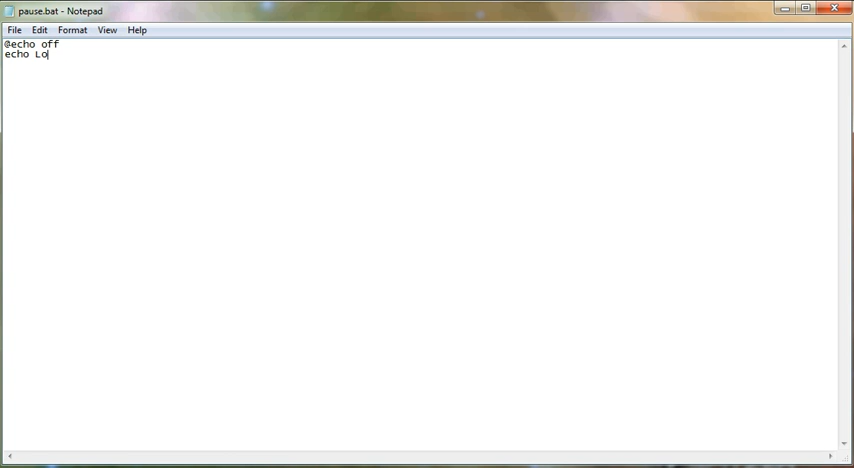 pause.bat - Notepad
File Edit Format View Help
@echo off
echo Lo